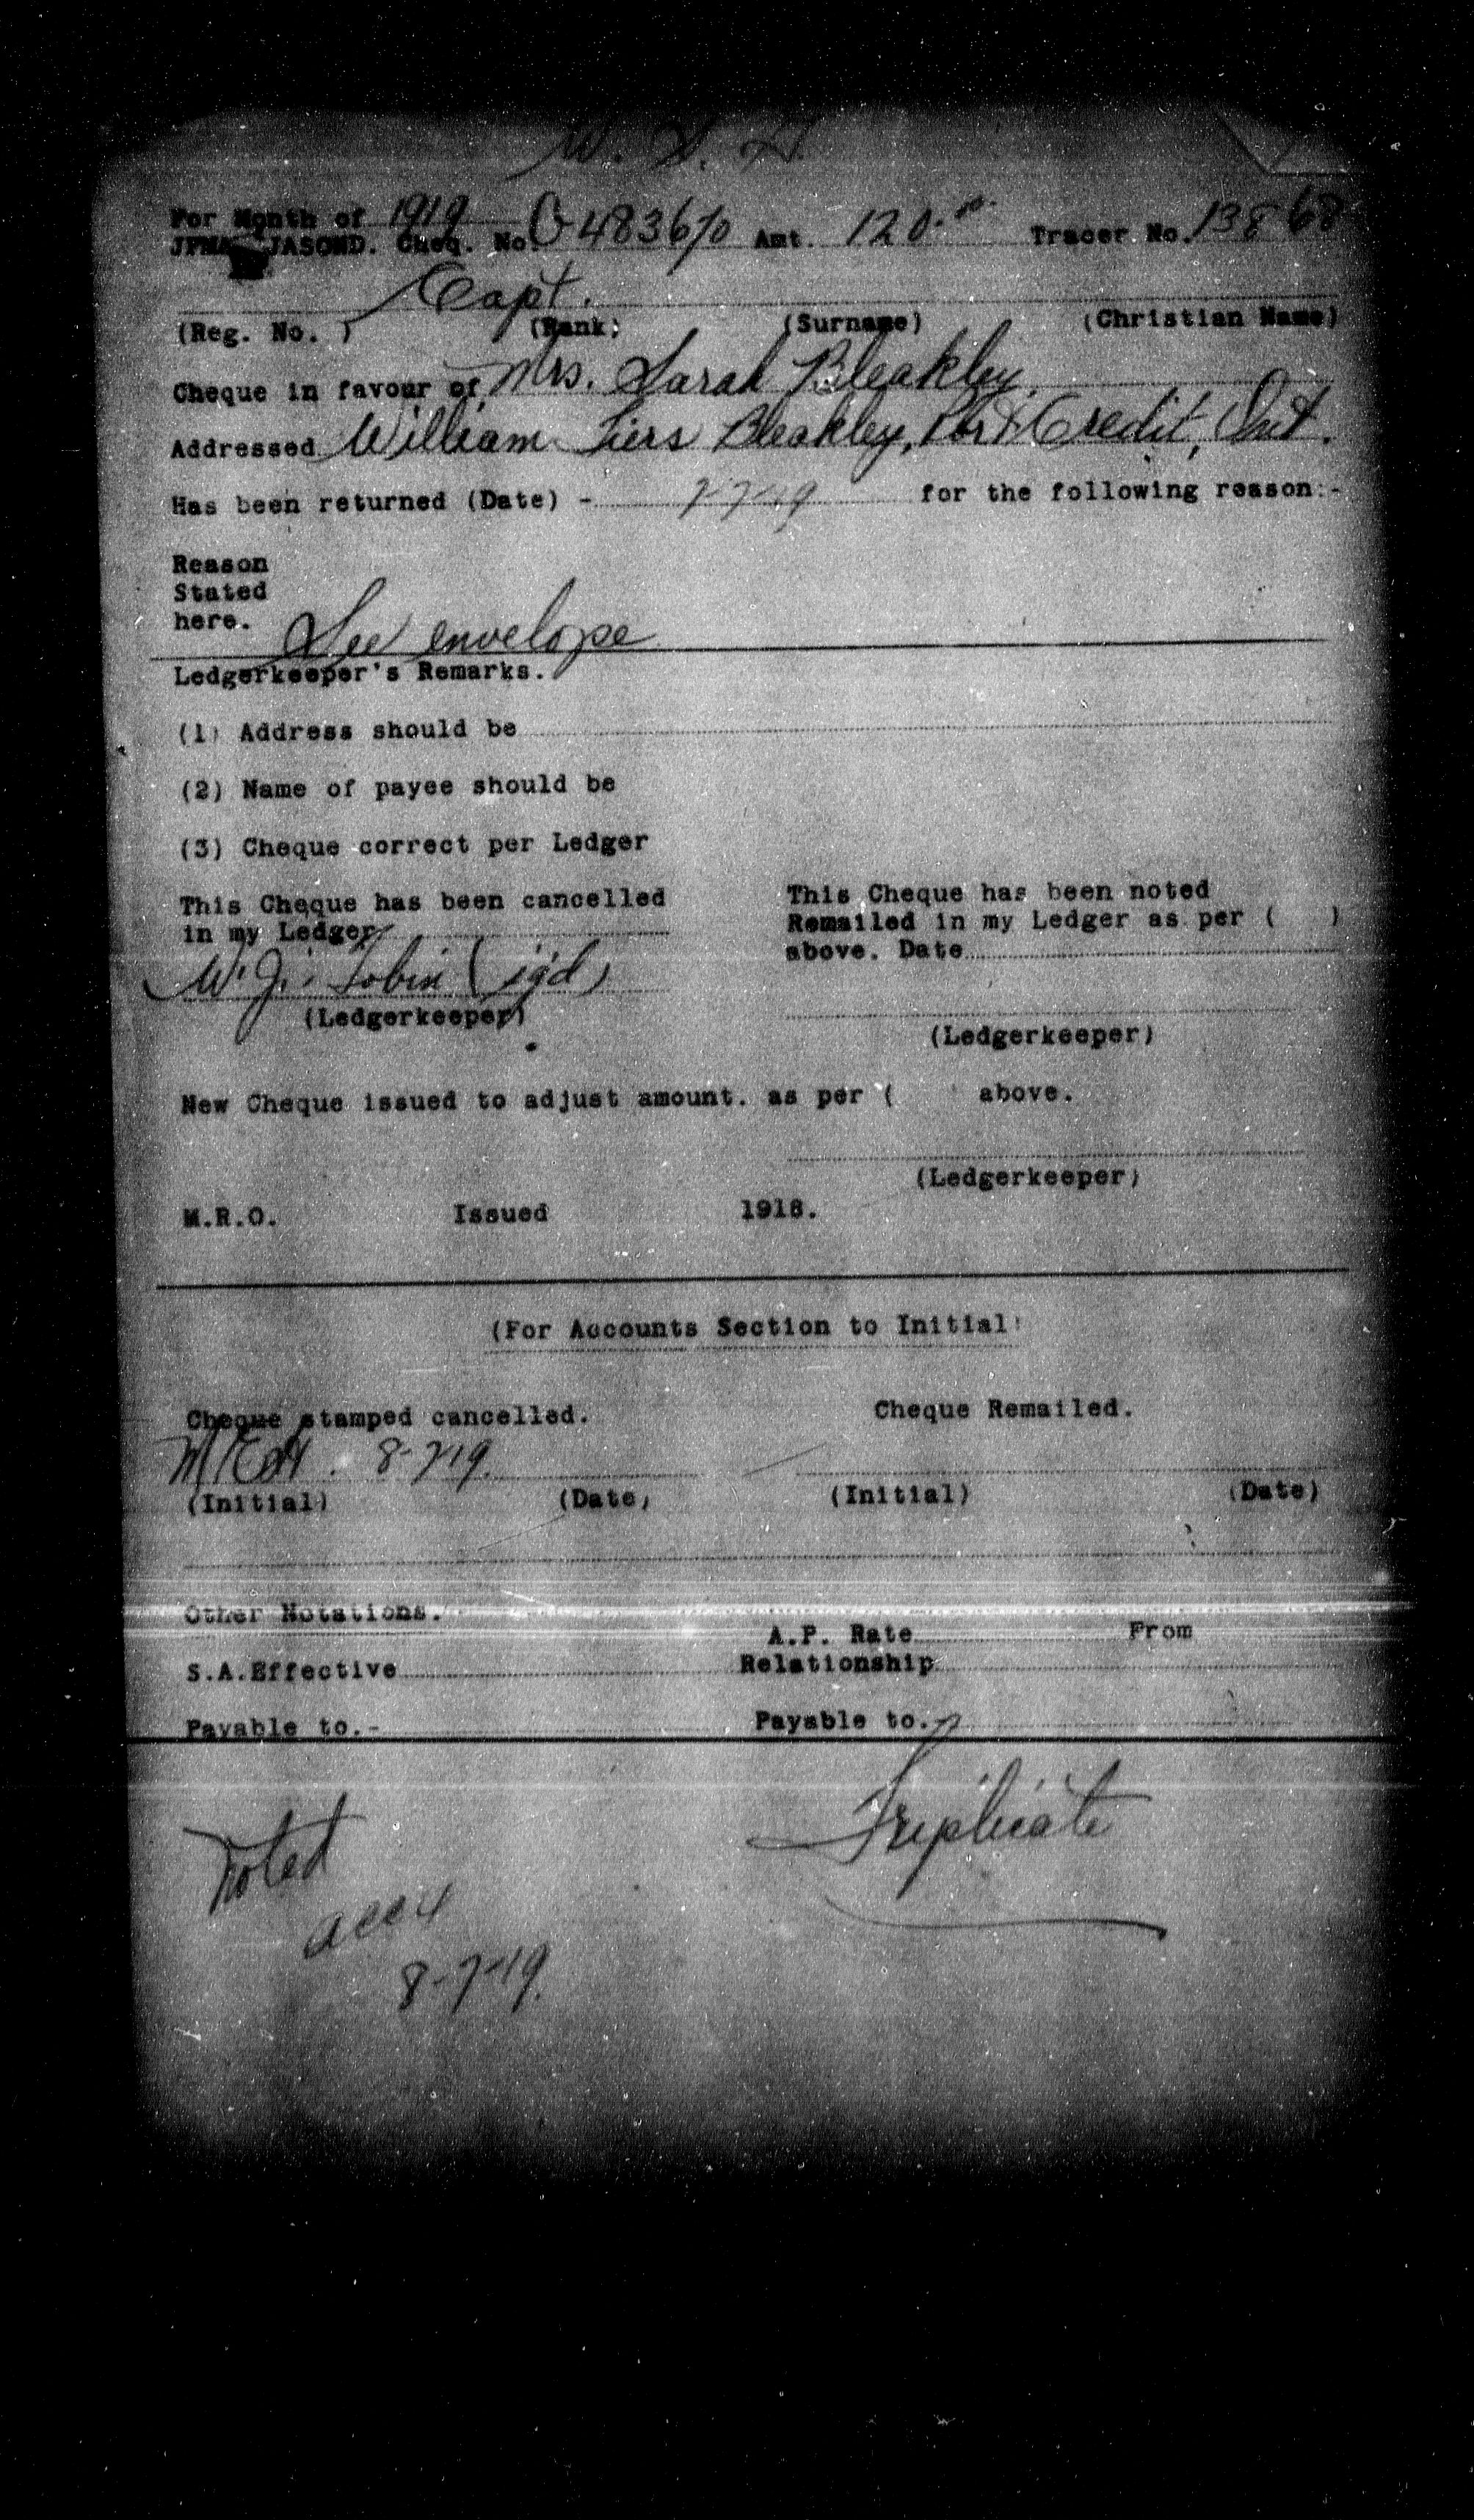 W. S. G.
For Month of 1919
JFMA JASOND. Cheq. No. Amt. 120.00 Tracer No. 13868
Capt.
(Reg. No. ) (Rank) (Surname) (Christian Name)
Cheque in favour of Mrs. Sarah Bleakley
Addressed William Bleakley, Port Credit, Ont.
Has been returned (Date) - 7-7-19 for the following reason:-
Reason
Stated
here. See envelope
Ledgerkeeper's Remarks.
(1) Address should be
(2) Name of payee should be
(3) Cheque correct per Ledger
This Cheque has been cancelled
in my Ledger
W. J. Tobin (sgd)
(Ledgerkeeper)
This Cheque has been noted
Remailed in my Ledger as per ( )
above. Date
(Ledgerkeeper)
New Cheque issued to adjust amount. as per ( above.
(Ledgerkeeper)
M.R.O. Issued 1918.
(For Accounts Section to Initial)
Cheque stamped cancelled. Cheque Remailed.
8-7-19.
(Initial) (Date) (Initial) (Date)
Other Notations.
A.P. Rate From
S.A.Effective Relationship
Payable to.- Payable to.-
Triplicate
Noted
8-7-19.